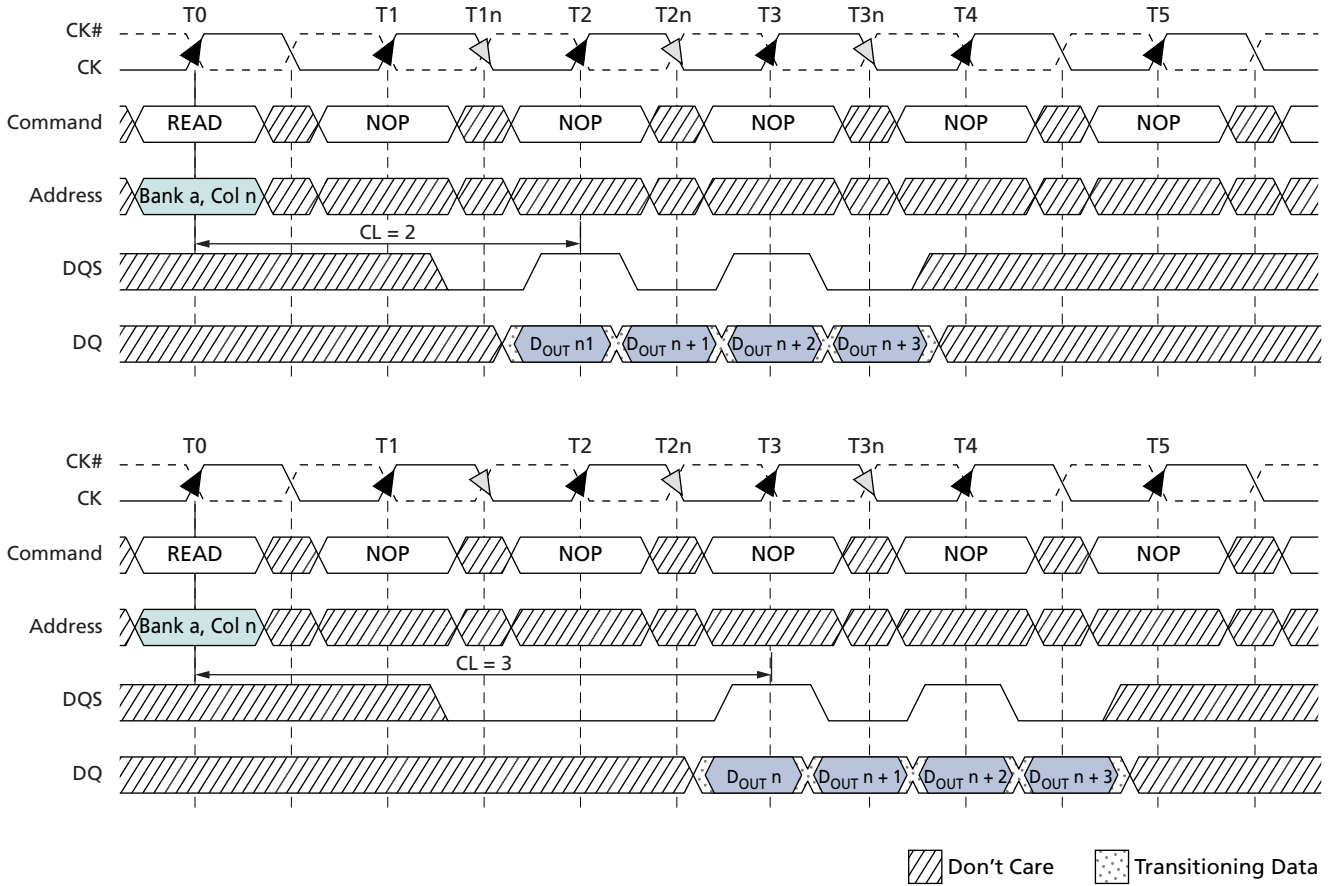 T0 T1 T1n T2 T2n T3 T3n T4 T5
CK#
CK
Command READ NOP NOP NOP NOP NOP
Address Bank a, Col n
CL = 2
DQS
DQ DOUT n1 DOUT n + 1 DOUT n + 2 DOUT n + 3
T0 T1 T1n T2 T2n T3 T3n T4 T5
CK#
CK
Command READ NOP NOP NOP NOP NOP
Address Bank a, Col n
CL = 3
DQS
DQ DOUT n DOUT n + 1 DOUT n + 2 DOUT n + 3
Don't Care Transitioning Data